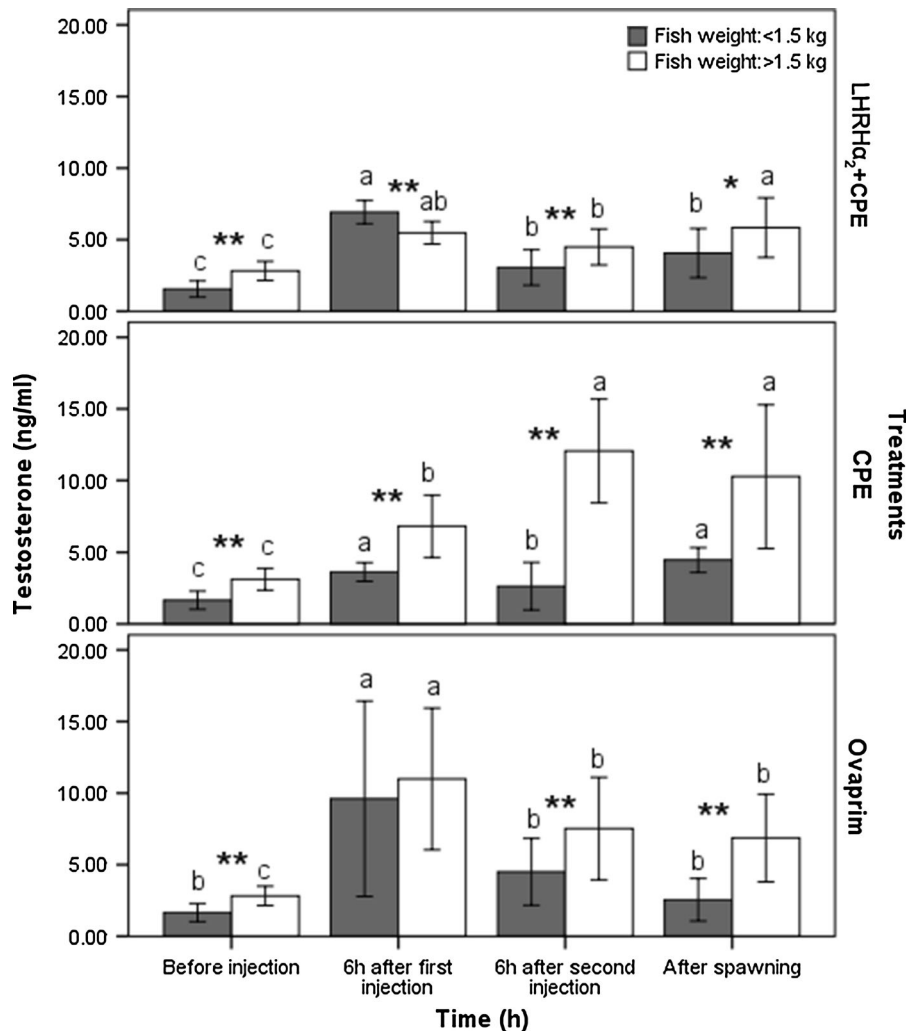 20.00
15.00
10.00
5.00
0.00
Fish weight:<1.5 kg
Fish weight:>1.5 kg
c ** c
a ** ab
b ** b
b * a
LHRHα₂+CPE
20.00
15.00
10.00
5.00
0.00
c ** c
a ** b
b ** a
a ** a
CPE
20.00
15.00
10.00
5.00
0.00
b ** c
a a
b ** b
b ** b
Ovaprim
Testosterone (ng/ml)
Treatments
Before injection
6h after first
injection
6h after second
injection
After spawning
Time (h)